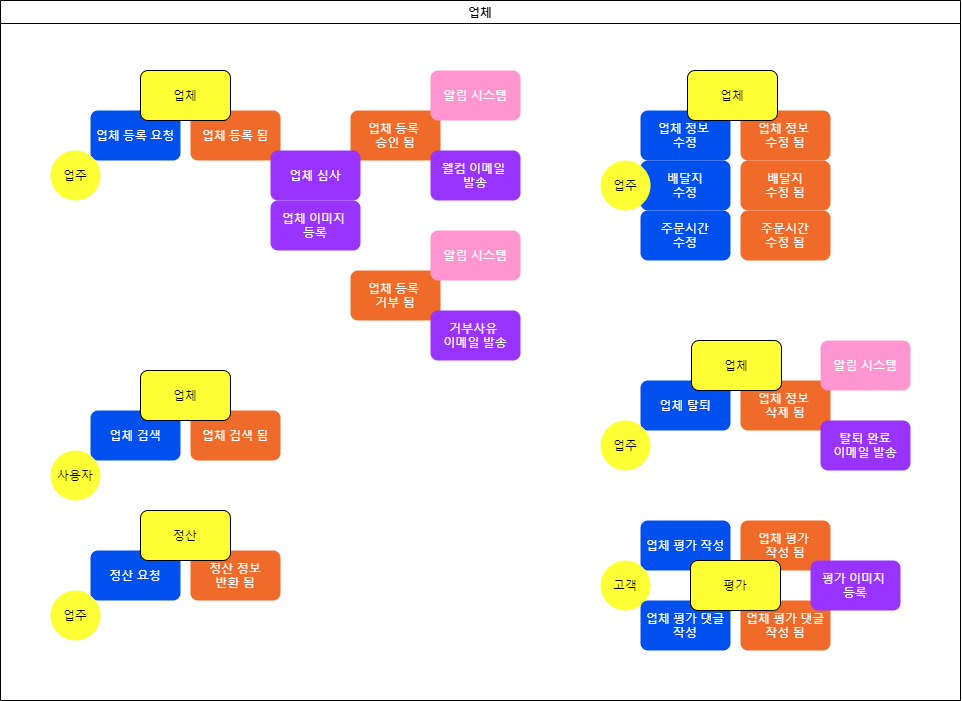 업체
업체
업체 등록 요청
업체 등록 됨
업주
업체 심사
업체 이미지
등록
업체 등록
승인 됨
알림 시스템
웰컴 이메일
발송
알림 시스템
업체 등록
거부 됨
거부사유
이메일 발송
업체
업체 검색
업체 검색 됨
사용자
정산
정산 요청
정산 정보
반환 됨
업주
업체
업체 정보
수정
업체 정보
수정 됨
업주
배달지
수정
배달지
수정 됨
주문시간
수정
주문시간
수정 됨
업체
알림 시스템
업체 탈퇴
업체 정보
삭제 됨
업주
탈퇴 완료
이메일 발송
업체 평가 작성
업체 평가
작성 됨
고객
평가
평가 이미지
등록
업체 평가 댓글
작성
업체 평가 댓글
작성 됨